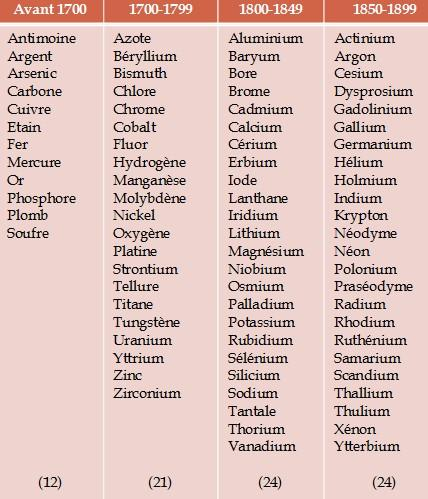 Avant 1700 1700-1799 1800-1849 1850-1899
Antimoine Azote Aluminium Actinium
Argent Béryllium Baryum Argon
Arsenic Bismuth Bore Cesium
Carbone Chlore Brome Dysprosium
Cuivre Chrome Cadmium Gadolinium
Etain Cobalt Calcium Gallium
Fer Fluor Cérium Germanium
Mercure Hydrogène Erbium Hélium
Or Manganèse Iode Holmium
Phosphore Molybdène Lanthane Indium
Plomb Nickel Iridium Krypton
Soufre Oxygène Lithium Néodyme
Platine Magnésium Néon
Strontium Niobium Polonium
Tellure Osmium Praséodyme
Titane Palladium Radium
Tungstène Potassium Rhodium
Uranium Rubidium Ruthénium
Yttrium Sélénium Samarium
Zinc Silicium Scandium
Zirconium Sodium Thallium
Tantale Thulium
Thorium Xénon
Vanadium Ytterbium
(12) (21) (24) (24)